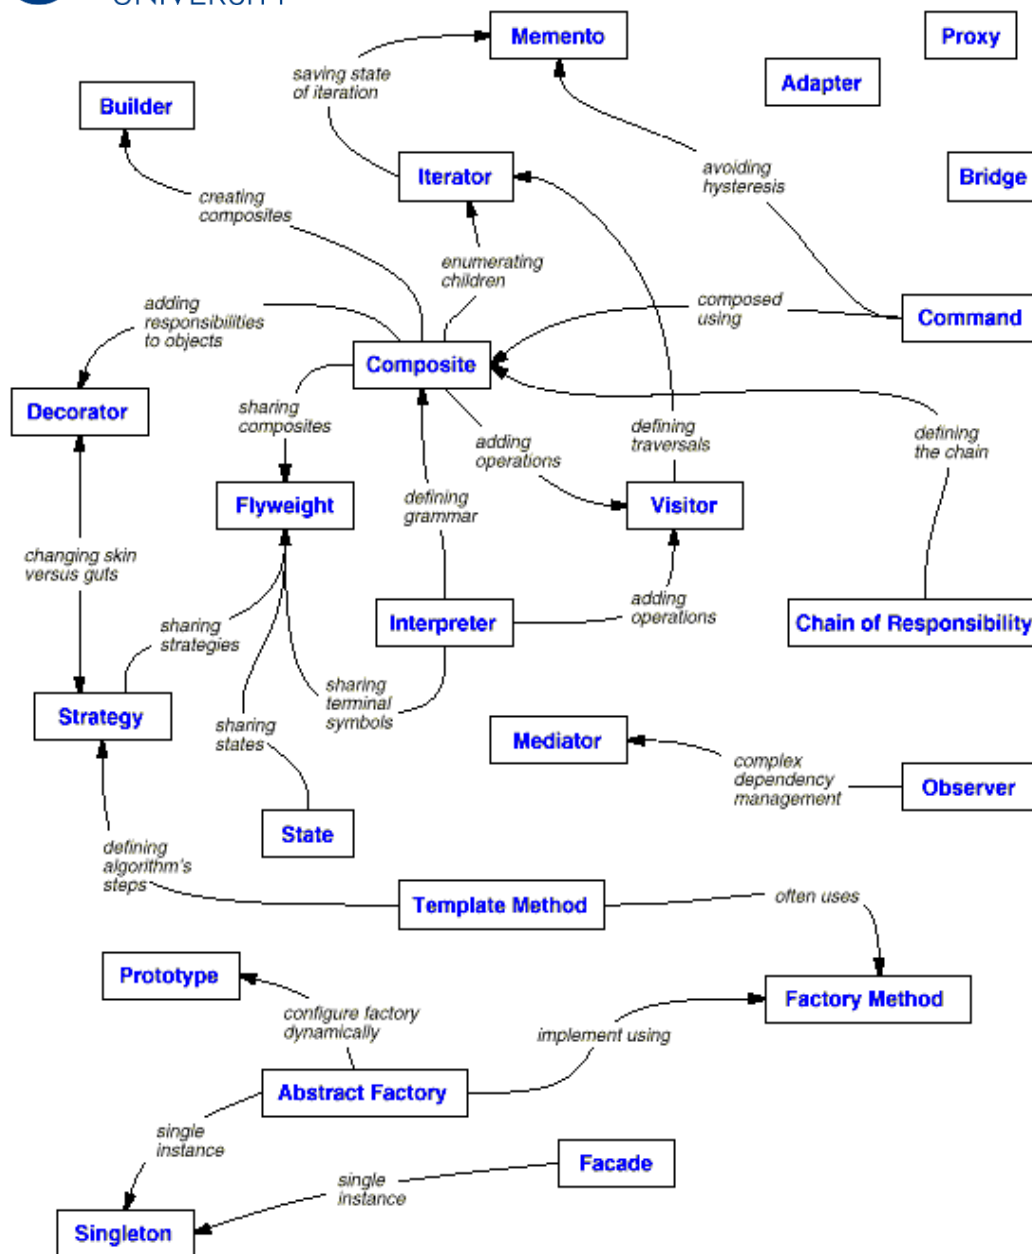 UNIVERSITY
Memento
Proxy
saving state
of iteration
Adapter
Builder
avoiding
hysteresis
Iterator
Bridge
creating
composites
enumerating
children
adding
responsibilities
to objects
composed
using
Command
Composite
Decorator
sharing
composites
adding
operations
defining
traversals
defining
the chain
Flyweight
defining
grammar
Visitor
changing skin
versus guts
sharing
strategies
Interpreter
adding
operations
Chain of Responsibility
sharing
terminal
symbols
Strategy
sharing
states
Mediator
complex
dependency
management
Observer
State
defining
algorithm's
steps
Template Method
often uses
Prototype
configure factory
dynamically
Factory Method
implement using
Abstract Factory
single
instance
Facade
single
instance
Singleton